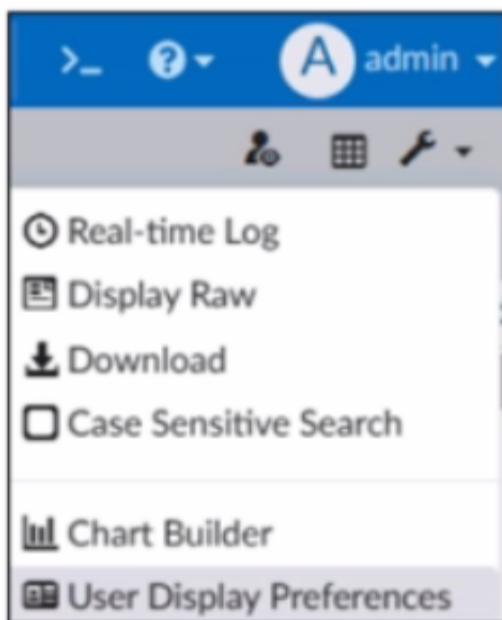 >_ ? A admin
Real-time Log
Display Raw
Download
Case Sensitive Search
Chart Builder
User Display Preferences